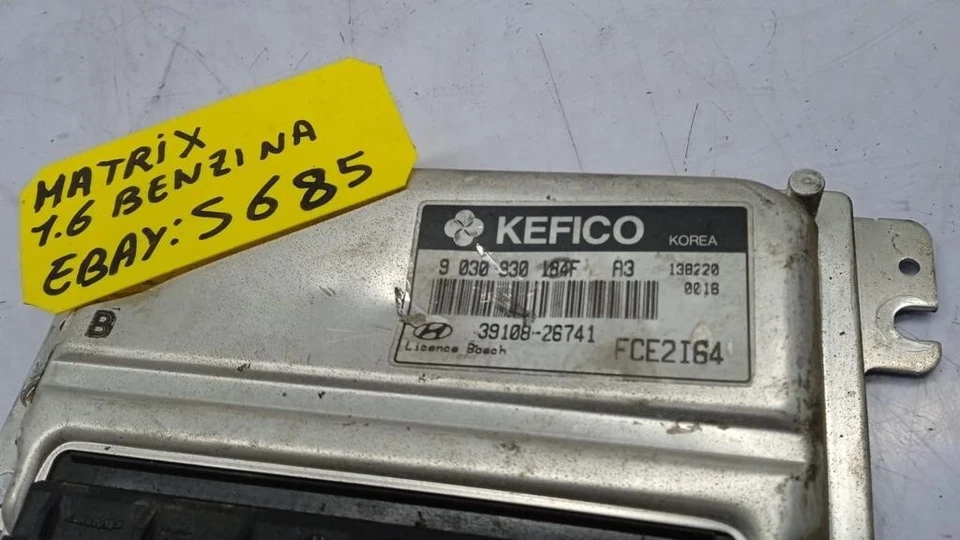 MATRIX
1.6 BENZINA
EBAY: S685
B
KEFICO KOREA
9 030 930 184F A3 138220
0018
39108-26741
Licence Bosch FCE2I64